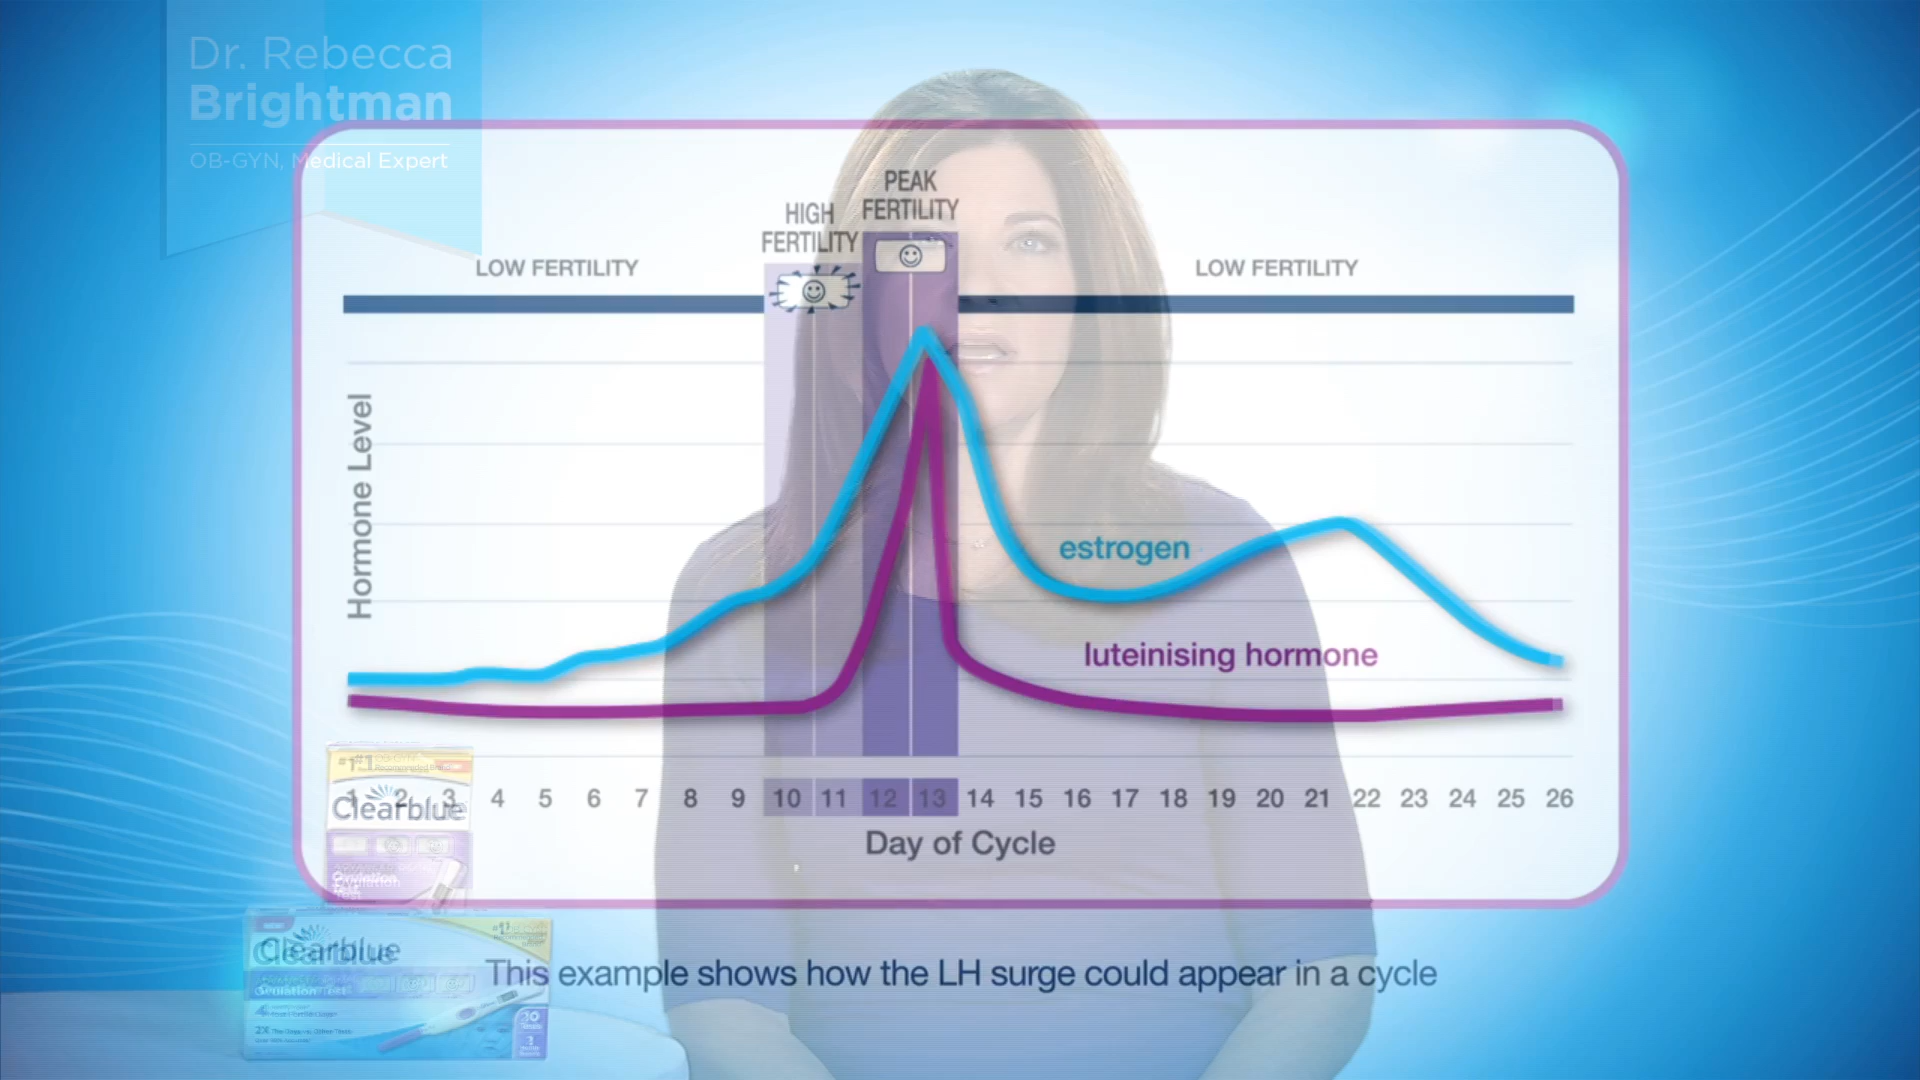 Dr. Rebecca
Brightman
OB-GYN, Medical Expert
PEAK
FERTILITY
HIGH
FERTILITY
LOW FERTILITY
LOW FERTILITY
Hormone Level
estrogen
luteinising hormone
1 2 3 4 5 6 7 8 9 10 11 12 13 14 15 16 17 18 19 20 21 22 23 24 25 26
Day of Cycle
#1
Clearblue
Ovulation
Test
Clearblue
This example shows how the LH surge could appear in a cycle